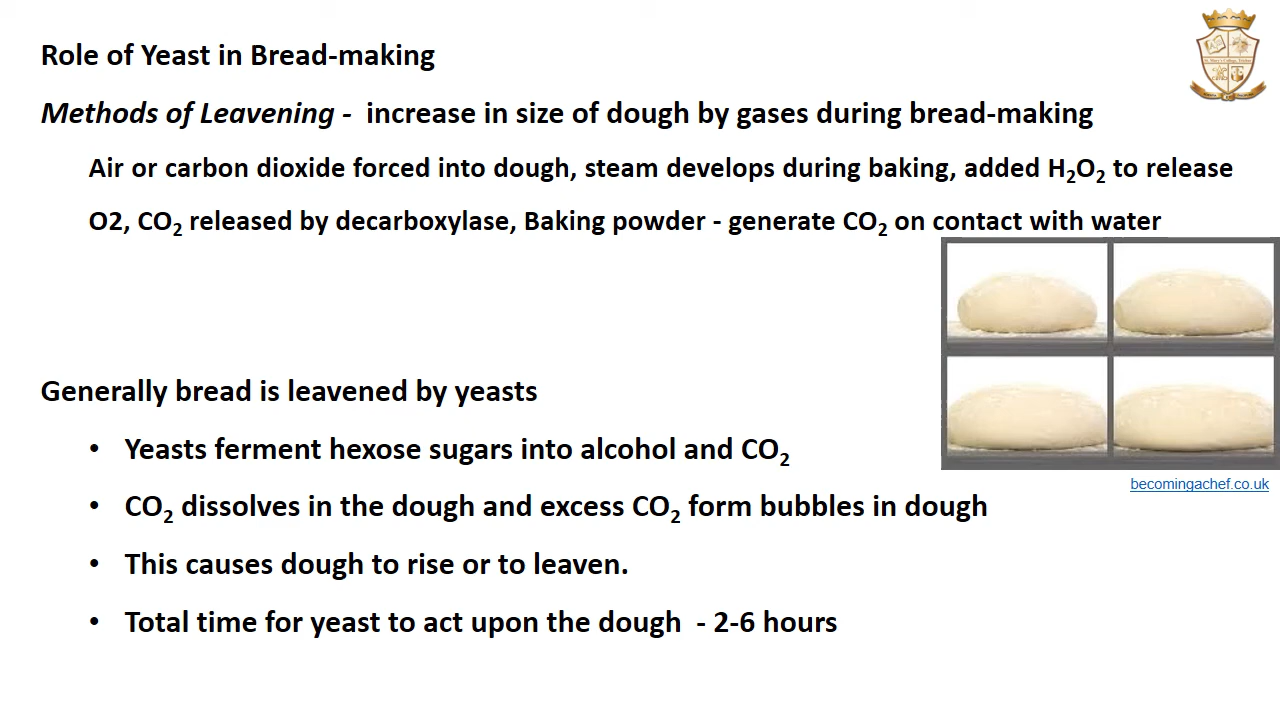 Role of Yeast in Bread-making
Methods of Leavening - increase in size of dough by gases during bread-making
Air or carbon dioxide forced into dough, steam develops during baking, added H₂O₂ to release
O2, CO₂ released by decarboxylase, Baking powder - generate CO₂ on contact with water
becomingachef.co.uk
Generally bread is leavened by yeasts
• Yeasts ferment hexose sugars into alcohol and CO₂
• CO₂ dissolves in the dough and excess CO₂ form bubbles in dough
• This causes dough to rise or to leaven.
• Total time for yeast to act upon the dough - 2-6 hours